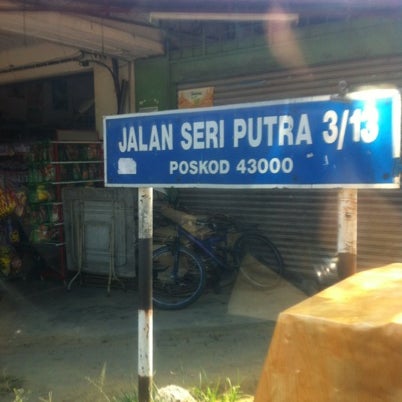 JALAN SERI PUTRA 3/13
POSKOD 43000